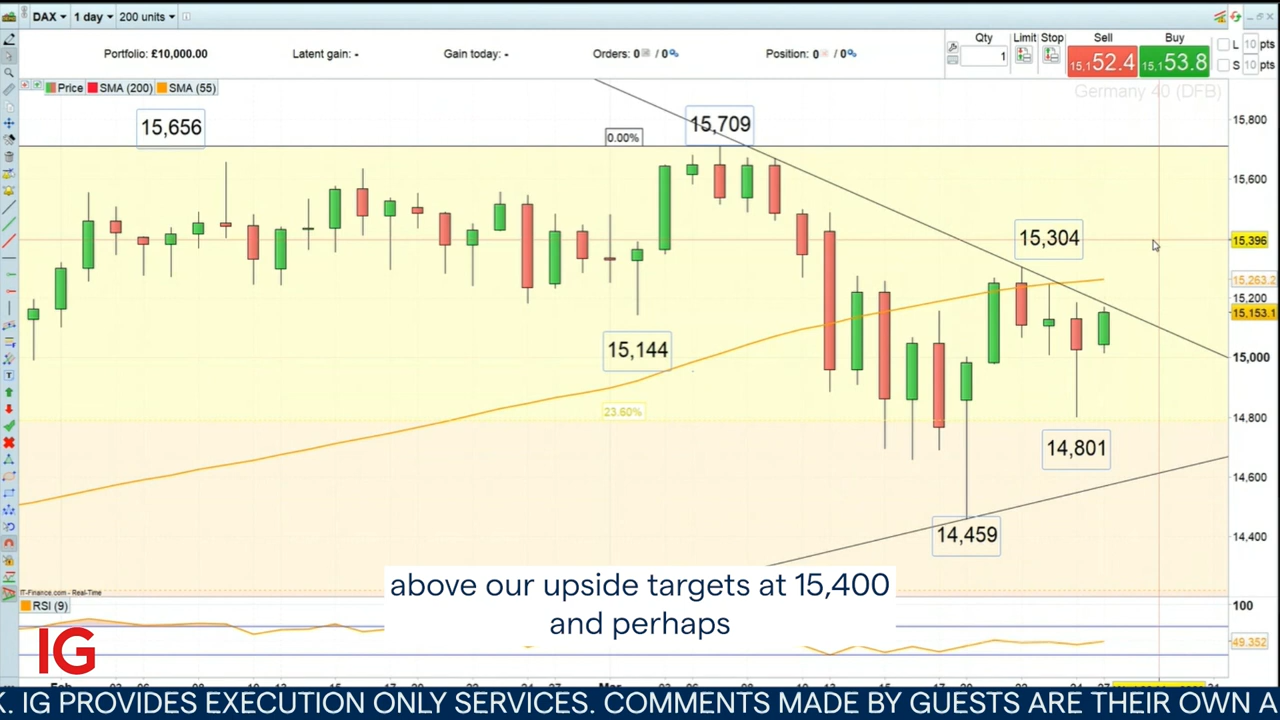 DAX 1 day 200 units
Portfolio: £10,000.00 Latent gain: - Gain today: - Orders: 0 / 0 Position: 0 / 0
Qty Limit Stop Sell Buy
1 15,152.4 15,153.8
L 10 pts
S 10 pts
Price SMA (200) SMA (55)
Germany 40 (DFB)
15,656
0.00%
15,709
15,304
15,144
23.60%
14,801
14,459
15,800
15,600
15,396
15,263.2
15,200
15,153.1
15,000
14,800
14,600
14,400
IT-Finance.com - Real-Time
RSI (9)
100
49.352
above our upside targets at 15,400
and perhaps
IG
K. IG PROVIDES EXECUTION ONLY SERVICES. COMMENTS MADE BY GUESTS ARE THEIR OWN A